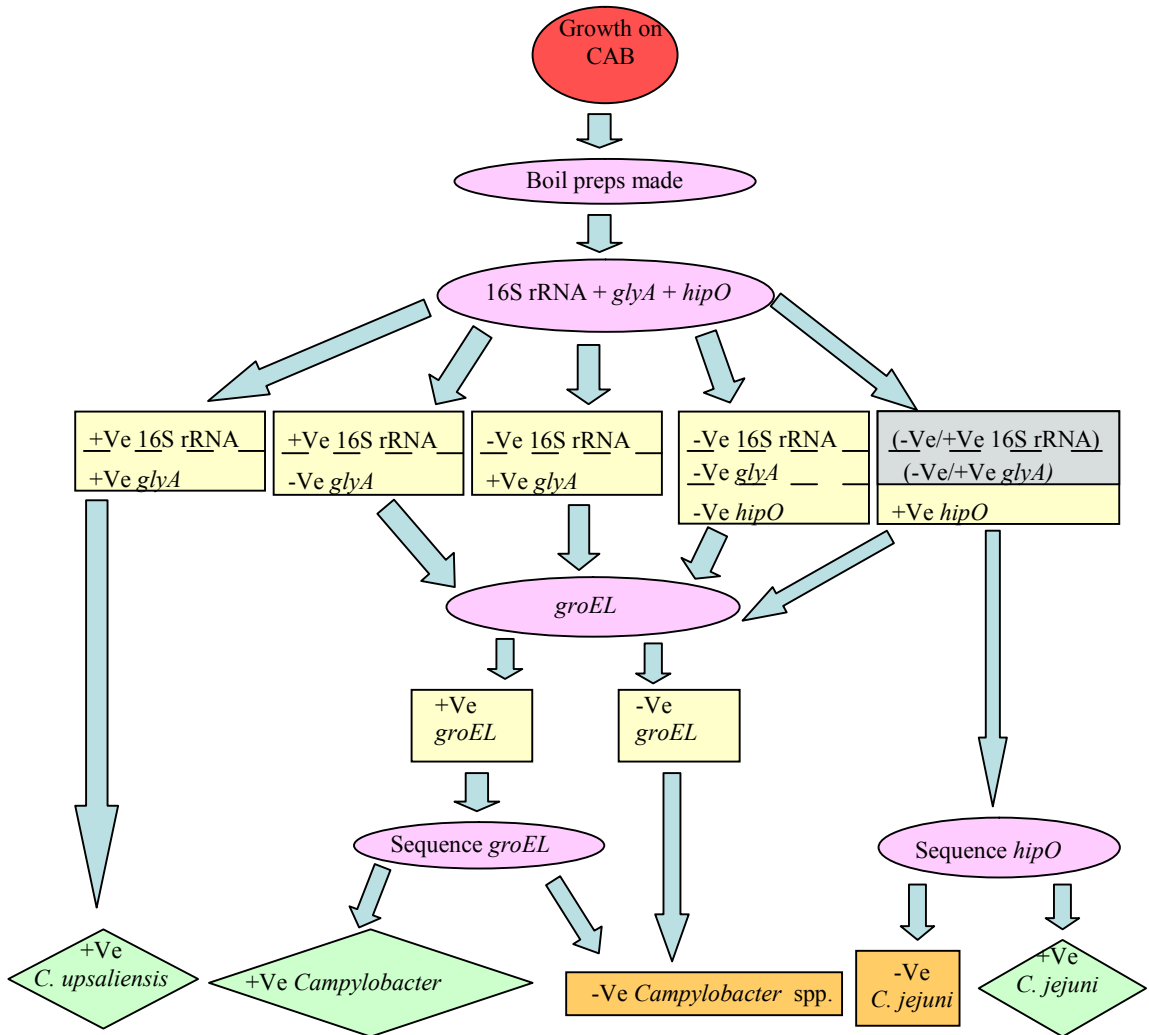 Growth on
CAB
Boil preps made
16S rRNA + glyA + hipO
+Ve 16S rRNA
+Ve glyA
+Ve 16S rRNA
-Ve glyA
-Ve 16S rRNA
+Ve glyA
-Ve 16S rRNA
-Ve glyA
-Ve hipO
(-Ve/+Ve 16S rRNA)
(-Ve/+Ve glyA)
+Ve hipO
groEL
+Ve
groEL
-Ve
groEL
Sequence groEL
Sequence hipO
+Ve
C. upsaliensis
+Ve Campylobacter
-Ve Campylobacter spp.
-Ve
C. jejuni
+Ve
C. jejuni